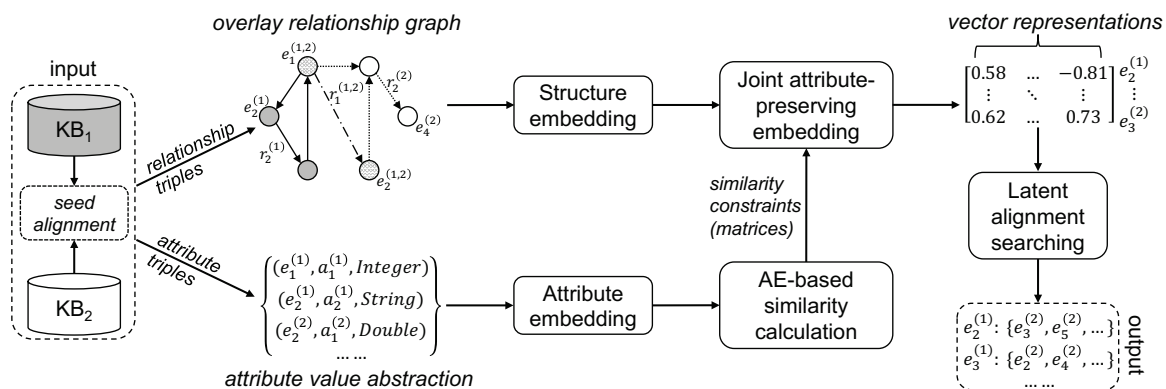 input
KB₁
seed
alignment
KB₂
relationship
triples
attribute
triples
overlay relationship graph
e₁^(1,2)
e₂^(1)
r₁^(1,2)
r₂^(2)
e₄^(2)
r₂^(1)
e₂^(1,2)
(e₁^(1), a₁^(1), Integer)
(e₂^(1), a₂^(1), String)
(e₂^(2), a₁^(2), Double)
... ...
attribute value abstraction
Structure
embedding
Attribute
embedding
Joint attribute-
preserving
embedding
similarity
constraints
(matrices)
AE-based
similarity
calculation
vector representations
0.58 ... −0.81 e₂^(1)
⋮ ⋱ ⋮ ⋮
0.62 ... 0.73 e₃^(2)
Latent
alignment
searching
e₂^(1): {e₃^(2), e₅^(2), ...}
e₃^(1): {e₂^(2), e₄^(2), ...}
... ...
output